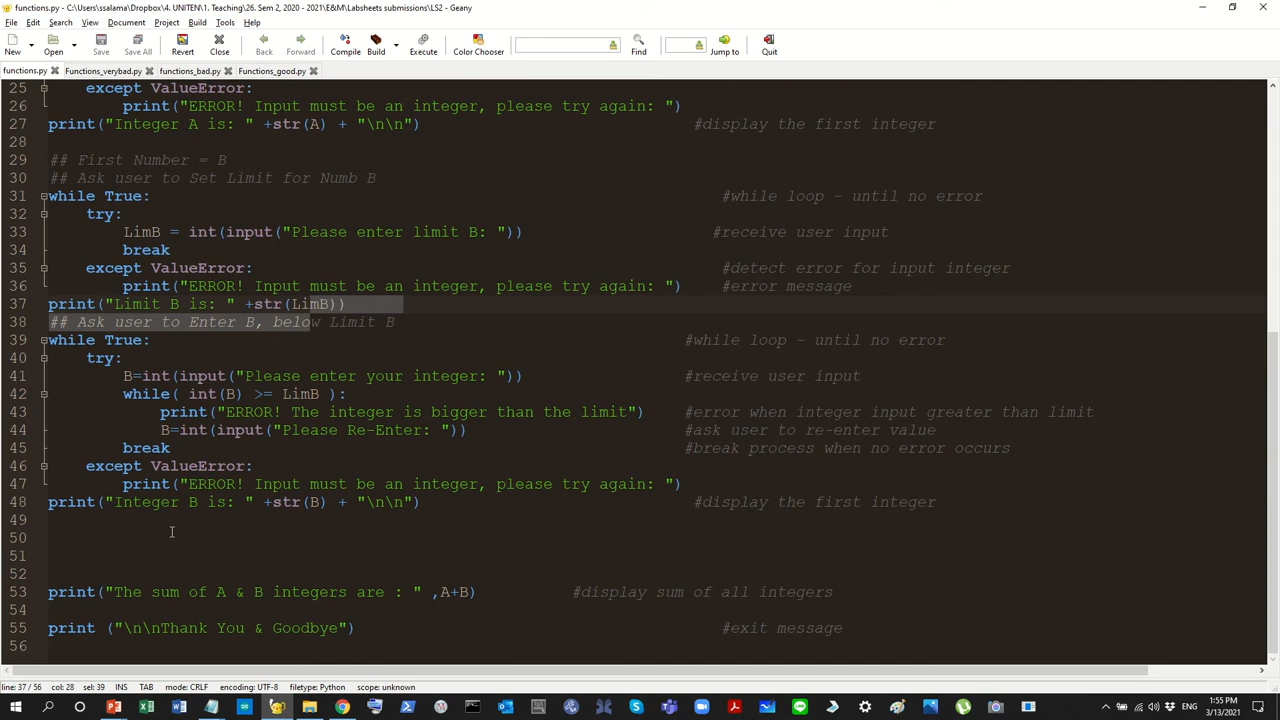 functions.py - C:\Users\ssalama\Dropbox\4. UNITEN\1. Teaching\26. Sem 2, 2020 - 2021\E&M\Labsheets submissions\LS2 - Geany
File Edit Search View Document Project Build Tools Help
New Open Save Save All Revert Close Back Forward Compile Build Execute Color Chooser Find Jump to Quit
functions.py Functions_verybad.py functions_bad.py Functions_good.py
25 except ValueError:
26 print("ERROR! Input must be an integer, please try again: ")
27 print("Integer A is: " +str(A) + "\n\n") #display the first integer
28
29 ## First Number = B
30 ## Ask user to Set Limit for Numb B
31 while True: #while loop - until no error
32 try:
33 LimB = int(input("Please enter limit B: ")) #receive user input
34 break
35 except ValueError: #detect error for input integer
36 print("ERROR! Input must be an integer, please try again: ") #error message
37 print("Limit B is: " +str(LimB))
38 ## Ask user to Enter B, below Limit B
39 while True: #while loop - until no error
40 try:
41 B=int(input("Please enter your integer: ")) #receive user input
42 while( int(B) >= LimB ):
43 print("ERROR! The integer is bigger than the limit") #error when integer input greater than limit
44 B=int(input("Please Re-Enter: ")) #ask user to re-enter value
45 break #break process when no error occurs
46 except ValueError:
47 print("ERROR! Input must be an integer, please try again: ")
48 print("Integer B is: " +str(B) + "\n\n") #display the first integer
49
50
51
52
53 print("The sum of A & B integers are : " ,A+B) #display sum of all integers
54
55 print ("\n\nThank You & Goodbye") #exit message
56
line: 37 / 56 col: 28 sel: 39 INS TAB mode: CRLF encoding: UTF-8 filetype: Python scope: unknown
1:55 PM
3/13/2021